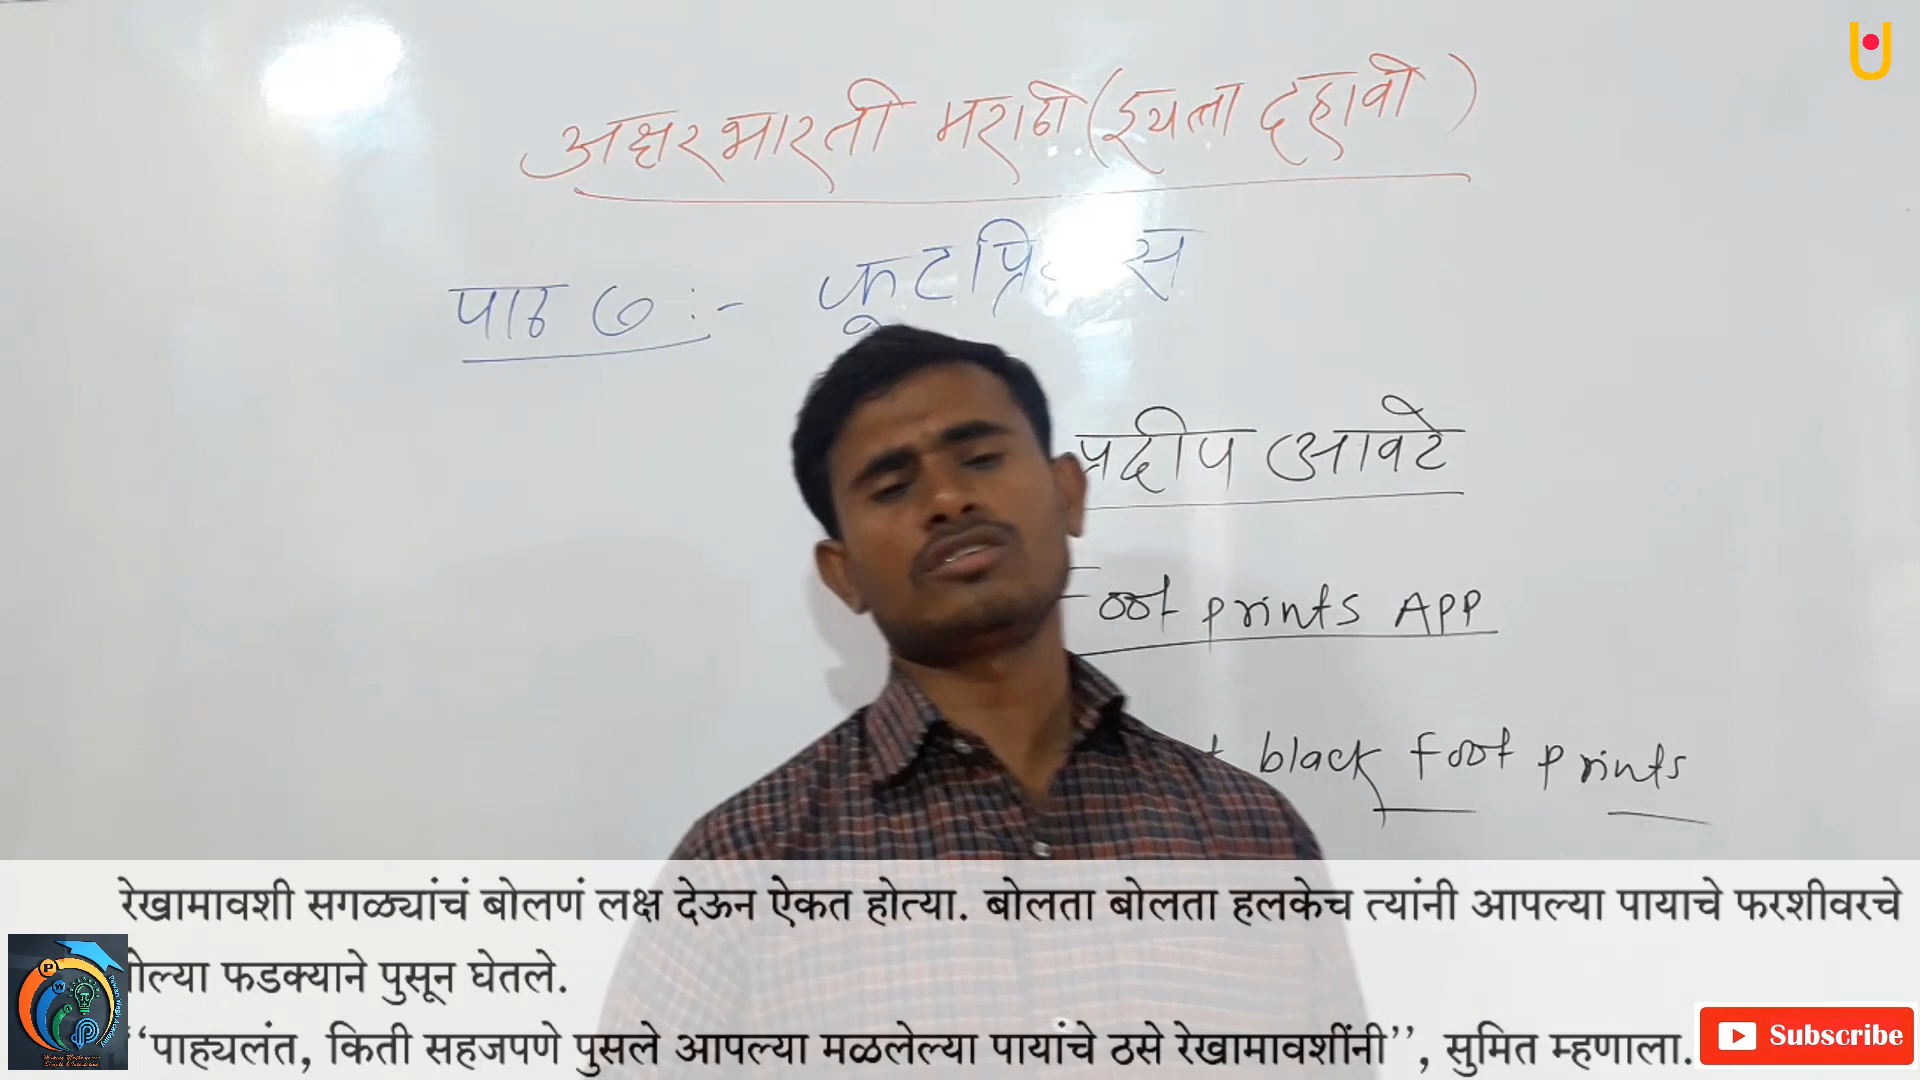 अक्षरभारती मराठी (इयत्ता दहावी)
पाठ ७ :- फूटप्रिंटस
प्रदीप आवटे
Foot prints APP
black foot prints
रेखामावशी सगळ्यांचं बोलणं लक्ष देऊन ऐकत होत्या. बोलता बोलता हलकेच त्यांनी आपल्या पायाचे फरशीवरचे
फडक्याने पुसून घेतले.
“पाह्यलंत, किती सहजपणे पुसले आपल्या मळलेल्या पायांचे ठसे रेखामावशींनी”, सुमित म्हणाला.
Subscribe